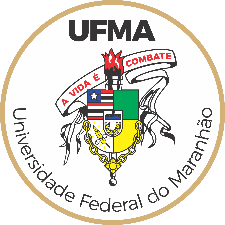 UFMA
A VIDA É COMBATE
Universidade Federal do Maranhão